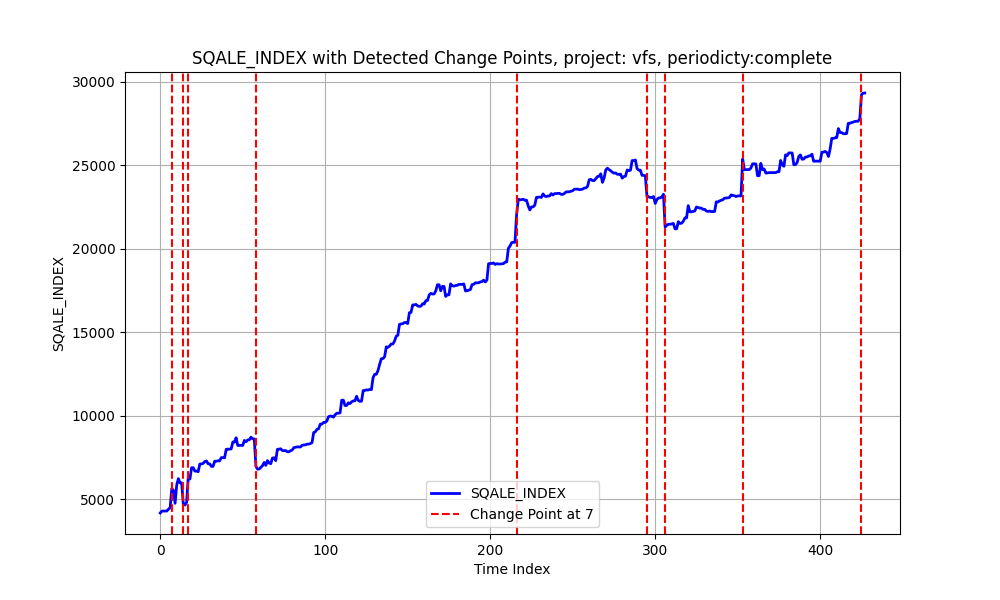 SQALE_INDEX with Detected Change Points, project: vfs, periodicty:complete
30000
25000
20000
15000
10000
5000
SQALE_INDEX
0
100
200
300
400
Time Index
SQALE_INDEX
Change Point at 7